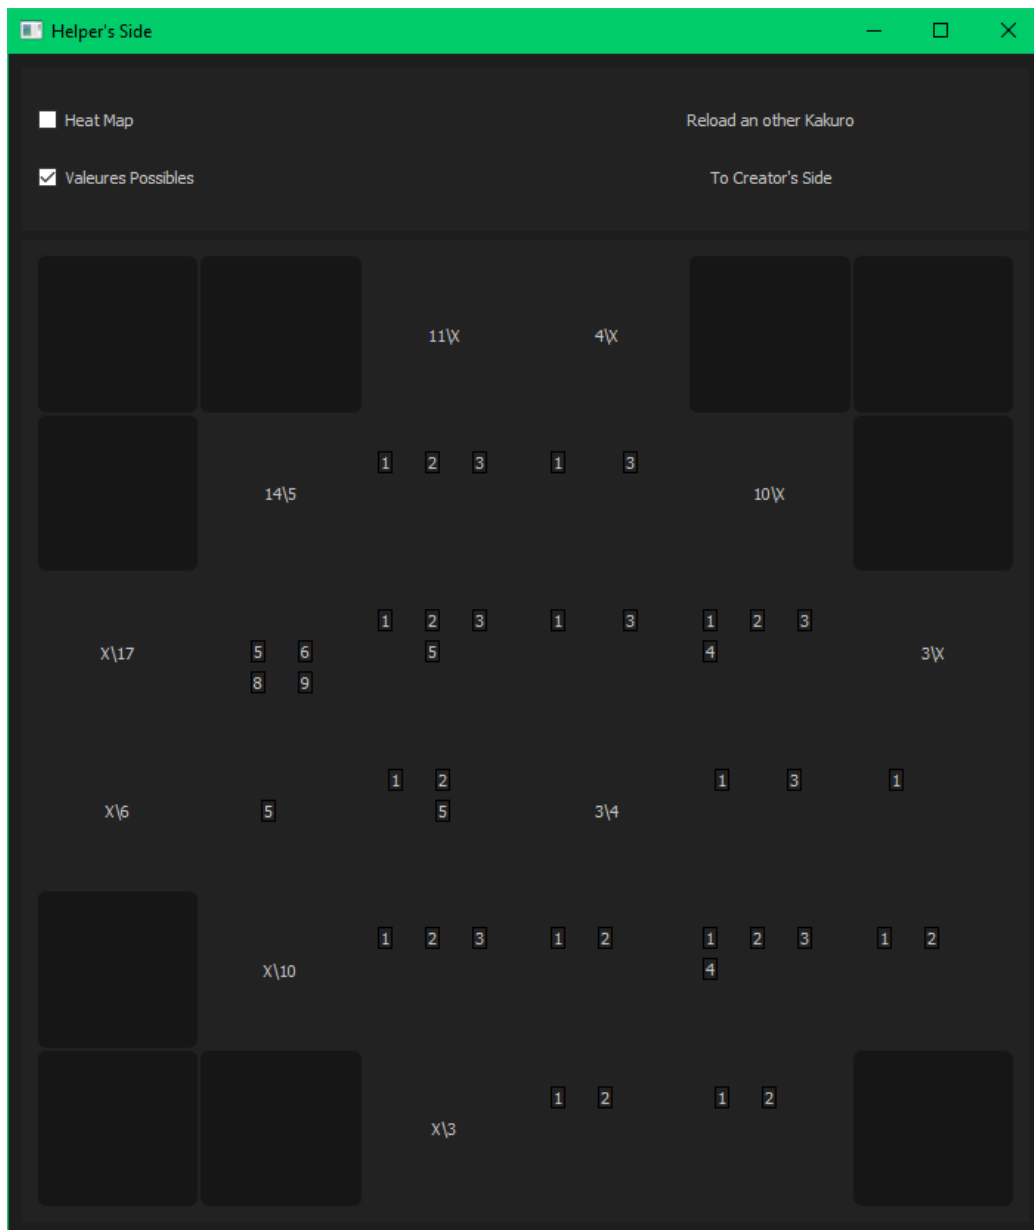 Helper's Side
Heat Map Reload an other Kakuro
Valeures Possibles To Creator's Side
11\X 4\X
1 2 3 1 3
14\5 10\X
1 2 3 1 3 1 2 3
X\17 5 6 5 4 3\X
8 9
1 2 1 3 1
X\6 5 5 3\4
1 2 3 1 2 1 2 3 1 2
X\10 4
1 2 1 2
X\3